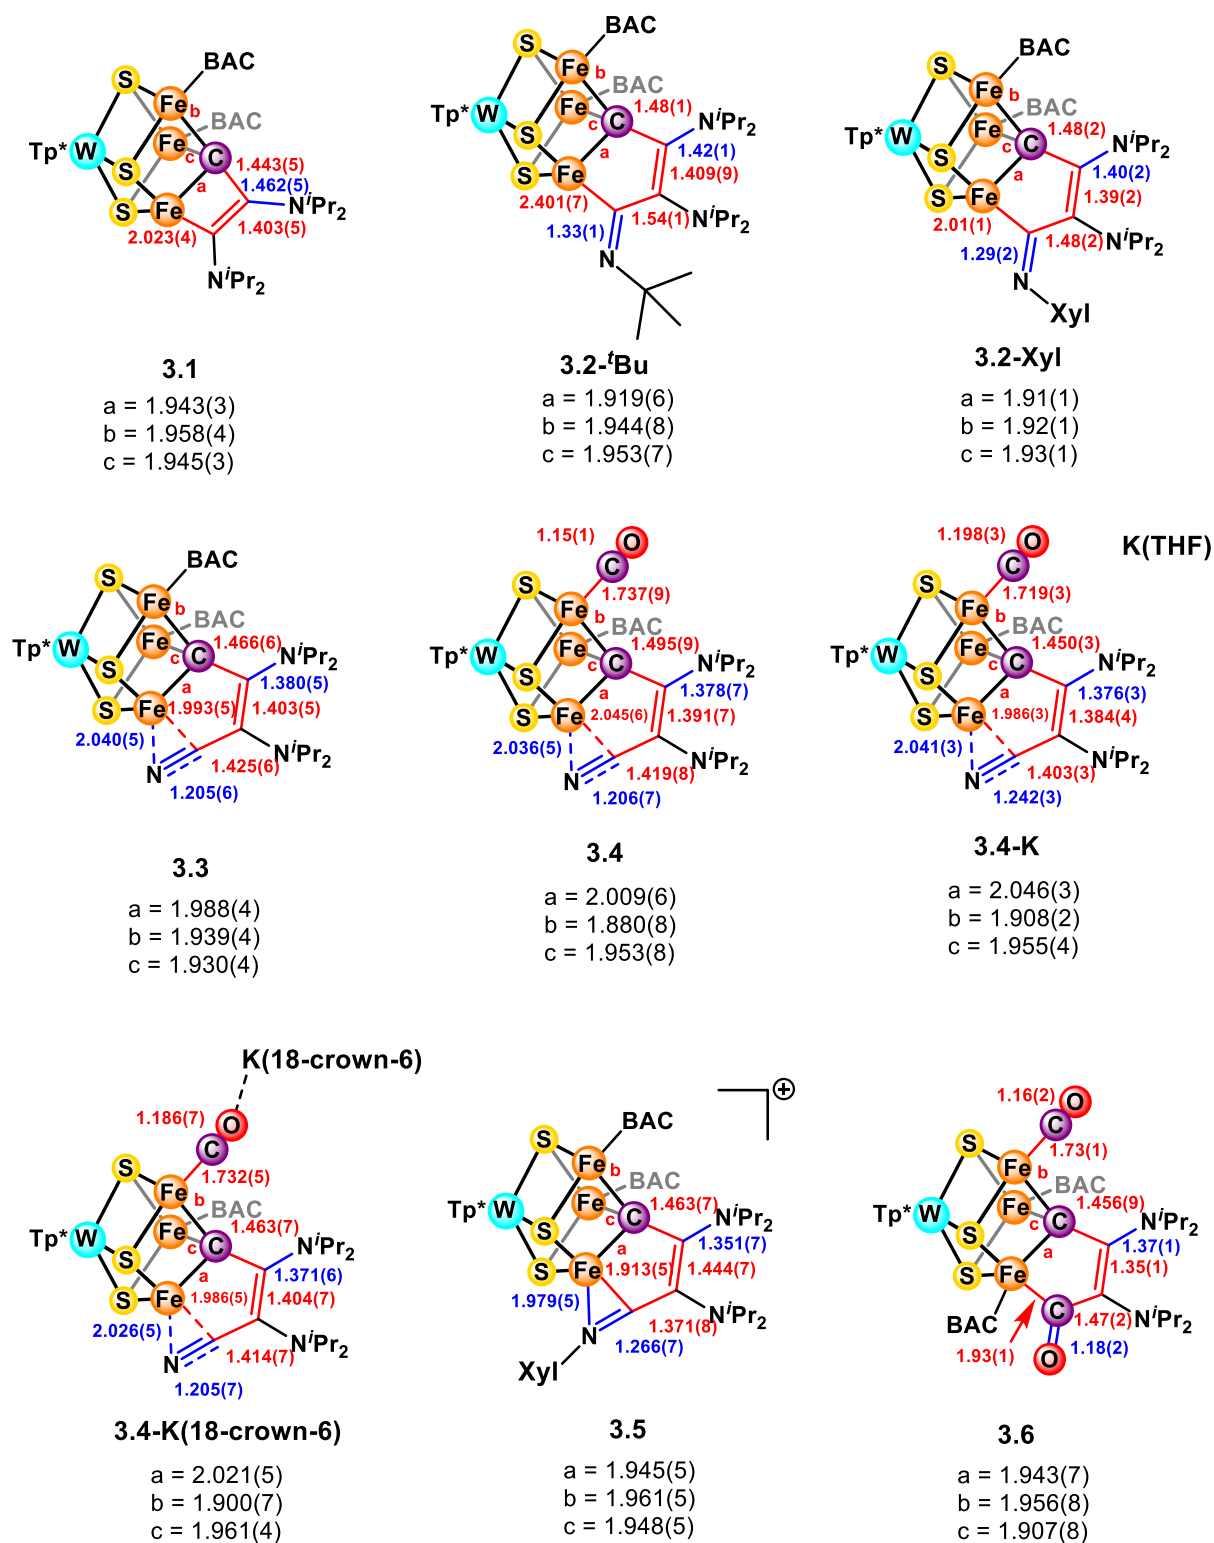 BAC
S
Fe
b
Fe
BAC
Tp*
W
c
C
1.443(5)
S
a
1.462(5)
S
Fe
NiPr2
2.023(4)
1.403(5)
NiPr2
3.1
a = 1.943(3)
b = 1.958(4)
c = 1.945(3)
BAC
S
Fe
b
Fe
BAC
1.48(1)
Tp*
W
c
C
NiPr2
S
a
1.42(1)
S
Fe
1.409(9)
2.401(7)
1.54(1)
NiPr2
1.33(1)
N
3.2-tBu
a = 1.919(6)
b = 1.944(8)
c = 1.953(7)
BAC
S
Fe
b
Fe
BAC
1.48(2)
Tp*
W
c
C
NiPr2
S
a
1.40(2)
S
Fe
1.39(2)
2.01(1)
1.48(2)
NiPr2
1.29(2)
N
Xyl
3.2-Xyl
a = 1.91(1)
b = 1.92(1)
c = 1.93(1)
BAC
S
Fe
b
Fe
BAC
1.466(6)
Tp*
W
c
C
NiPr2
S
a
1.380(5)
S
Fe
1.993(5)
1.403(5)
2.040(5)
NiPr2
1.425(6)
N
1.205(6)
3.3
a = 1.988(4)
b = 1.939(4)
c = 1.930(4)
1.15(1)
O
C
1.737(9)
S
Fe
b
Fe
BAC
1.495(9)
Tp*
W
c
C
NiPr2
S
a
1.378(7)
S
Fe
2.045(6)
1.391(7)
2.036(5)
NiPr2
1.419(8)
N
1.206(7)
3.4
a = 2.009(6)
b = 1.880(8)
c = 1.953(8)
1.198(3)
O
K(THF)
C
1.719(3)
S
Fe
b
Fe
BAC
1.450(3)
Tp*
W
c
C
NiPr2
S
a
1.376(3)
S
Fe
1.986(3)
1.384(4)
2.041(3)
NiPr2
1.403(3)
N
1.242(3)
3.4-K
a = 2.046(3)
b = 1.908(2)
c = 1.955(4)
K(18-crown-6)
1.186(7)
O
C
1.732(5)
S
Fe
b
Fe
BAC
1.463(7)
Tp*
W
c
C
NiPr2
S
a
1.371(6)
S
Fe
1.986(5)
1.404(7)
2.026(5)
NiPr2
1.414(7)
N
1.205(7)
3.4-K(18-crown-6)
a = 2.021(5)
b = 1.900(7)
c = 1.961(4)
+
BAC
S
Fe
b
Fe
BAC
1.463(7)
Tp*
W
c
C
NiPr2
S
a
1.351(7)
S
Fe
1.913(5)
1.444(7)
1.979(5)
NiPr2
1.371(8)
N
1.266(7)
Xyl
3.5
a = 1.945(5)
b = 1.961(5)
c = 1.948(5)
1.16(2)
O
C
1.73(1)
S
Fe
b
Fe
BAC
1.456(9)
Tp*
W
c
C
NiPr2
S
a
1.37(1)
S
Fe
1.35(1)
BAC
C
1.47(2)
NiPr2
1.93(1)
O
1.18(2)
3.6
a = 1.943(7)
b = 1.956(8)
c = 1.907(8)